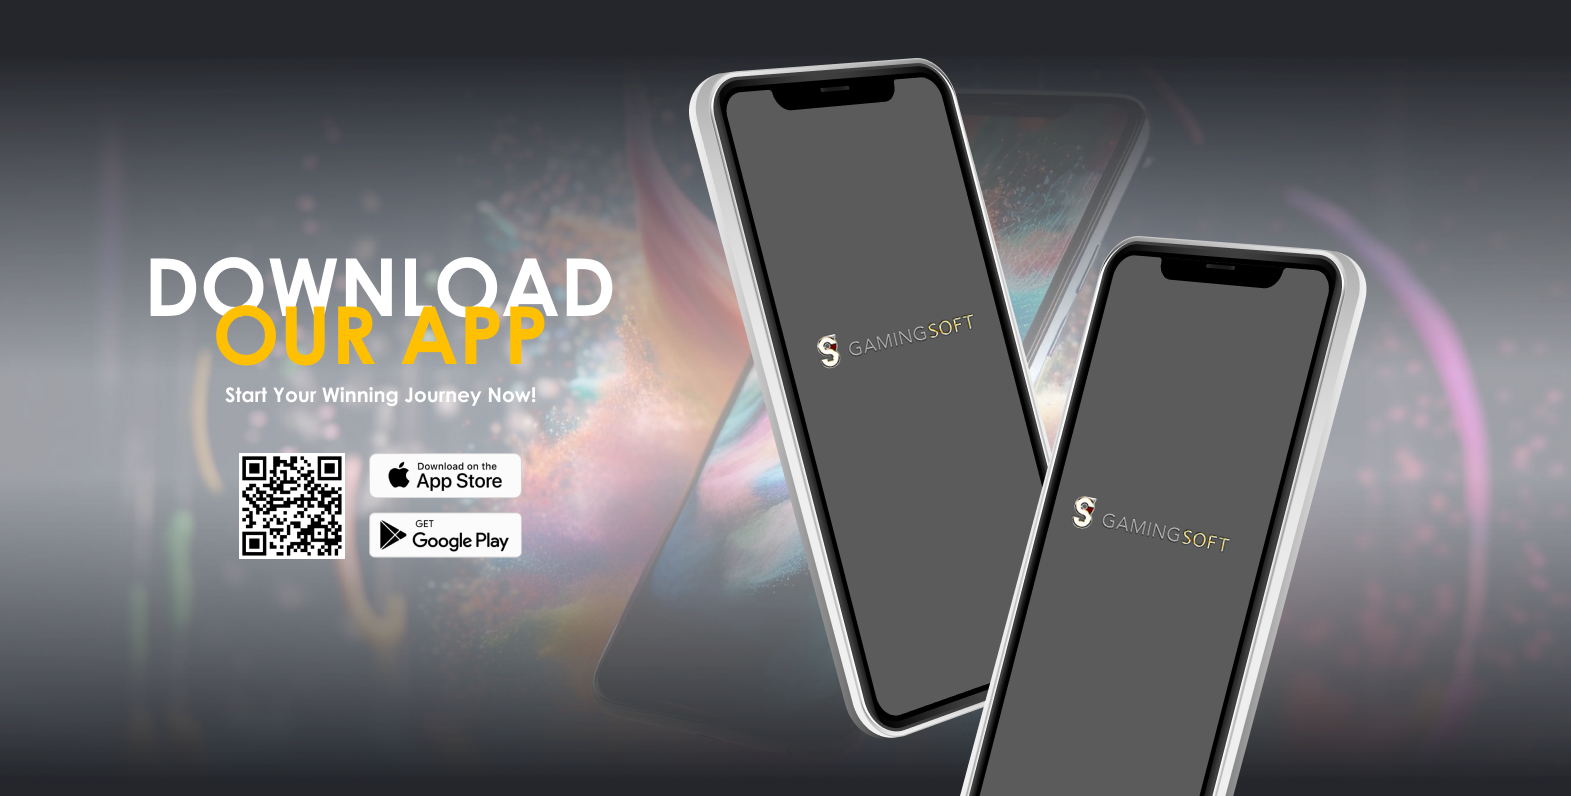 DOWNLOAD
OUR APP
Start Your Winning Journey Now!
Download on the
App Store
GET
Google Play
GAMINGSOFT
GAMINGSOFT